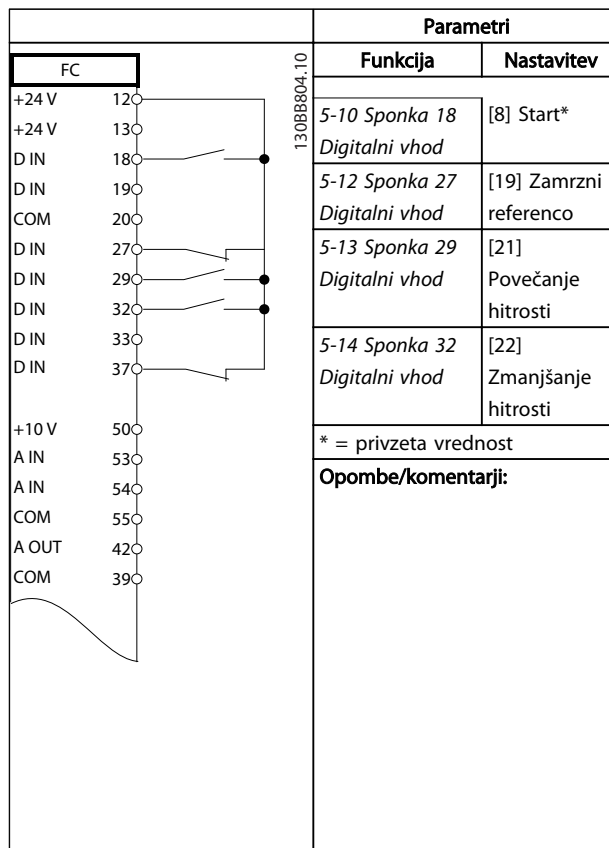 FC
+24 V 12
+24 V 13
D IN 18
D IN 19
COM 20
D IN 27
D IN 29
D IN 32
D IN 33
D IN 37
+10 V 50
A IN 53
A IN 54
COM 55
A OUT 42
COM 39
130BB804.10
Parametri
Funkcija Nastavitev
5-10 Sponka 18 [8] Start*
Digitalni vhod
5-12 Sponka 27 [19] Zamrzni
Digitalni vhod referenco
5-13 Sponka 29 [21]
Digitalni vhod Povečanje
hitrosti
5-14 Sponka 32 [22]
Digitalni vhod Zmanjšanje
hitrosti
* = privzeta vrednost
Opombe/komentarji: